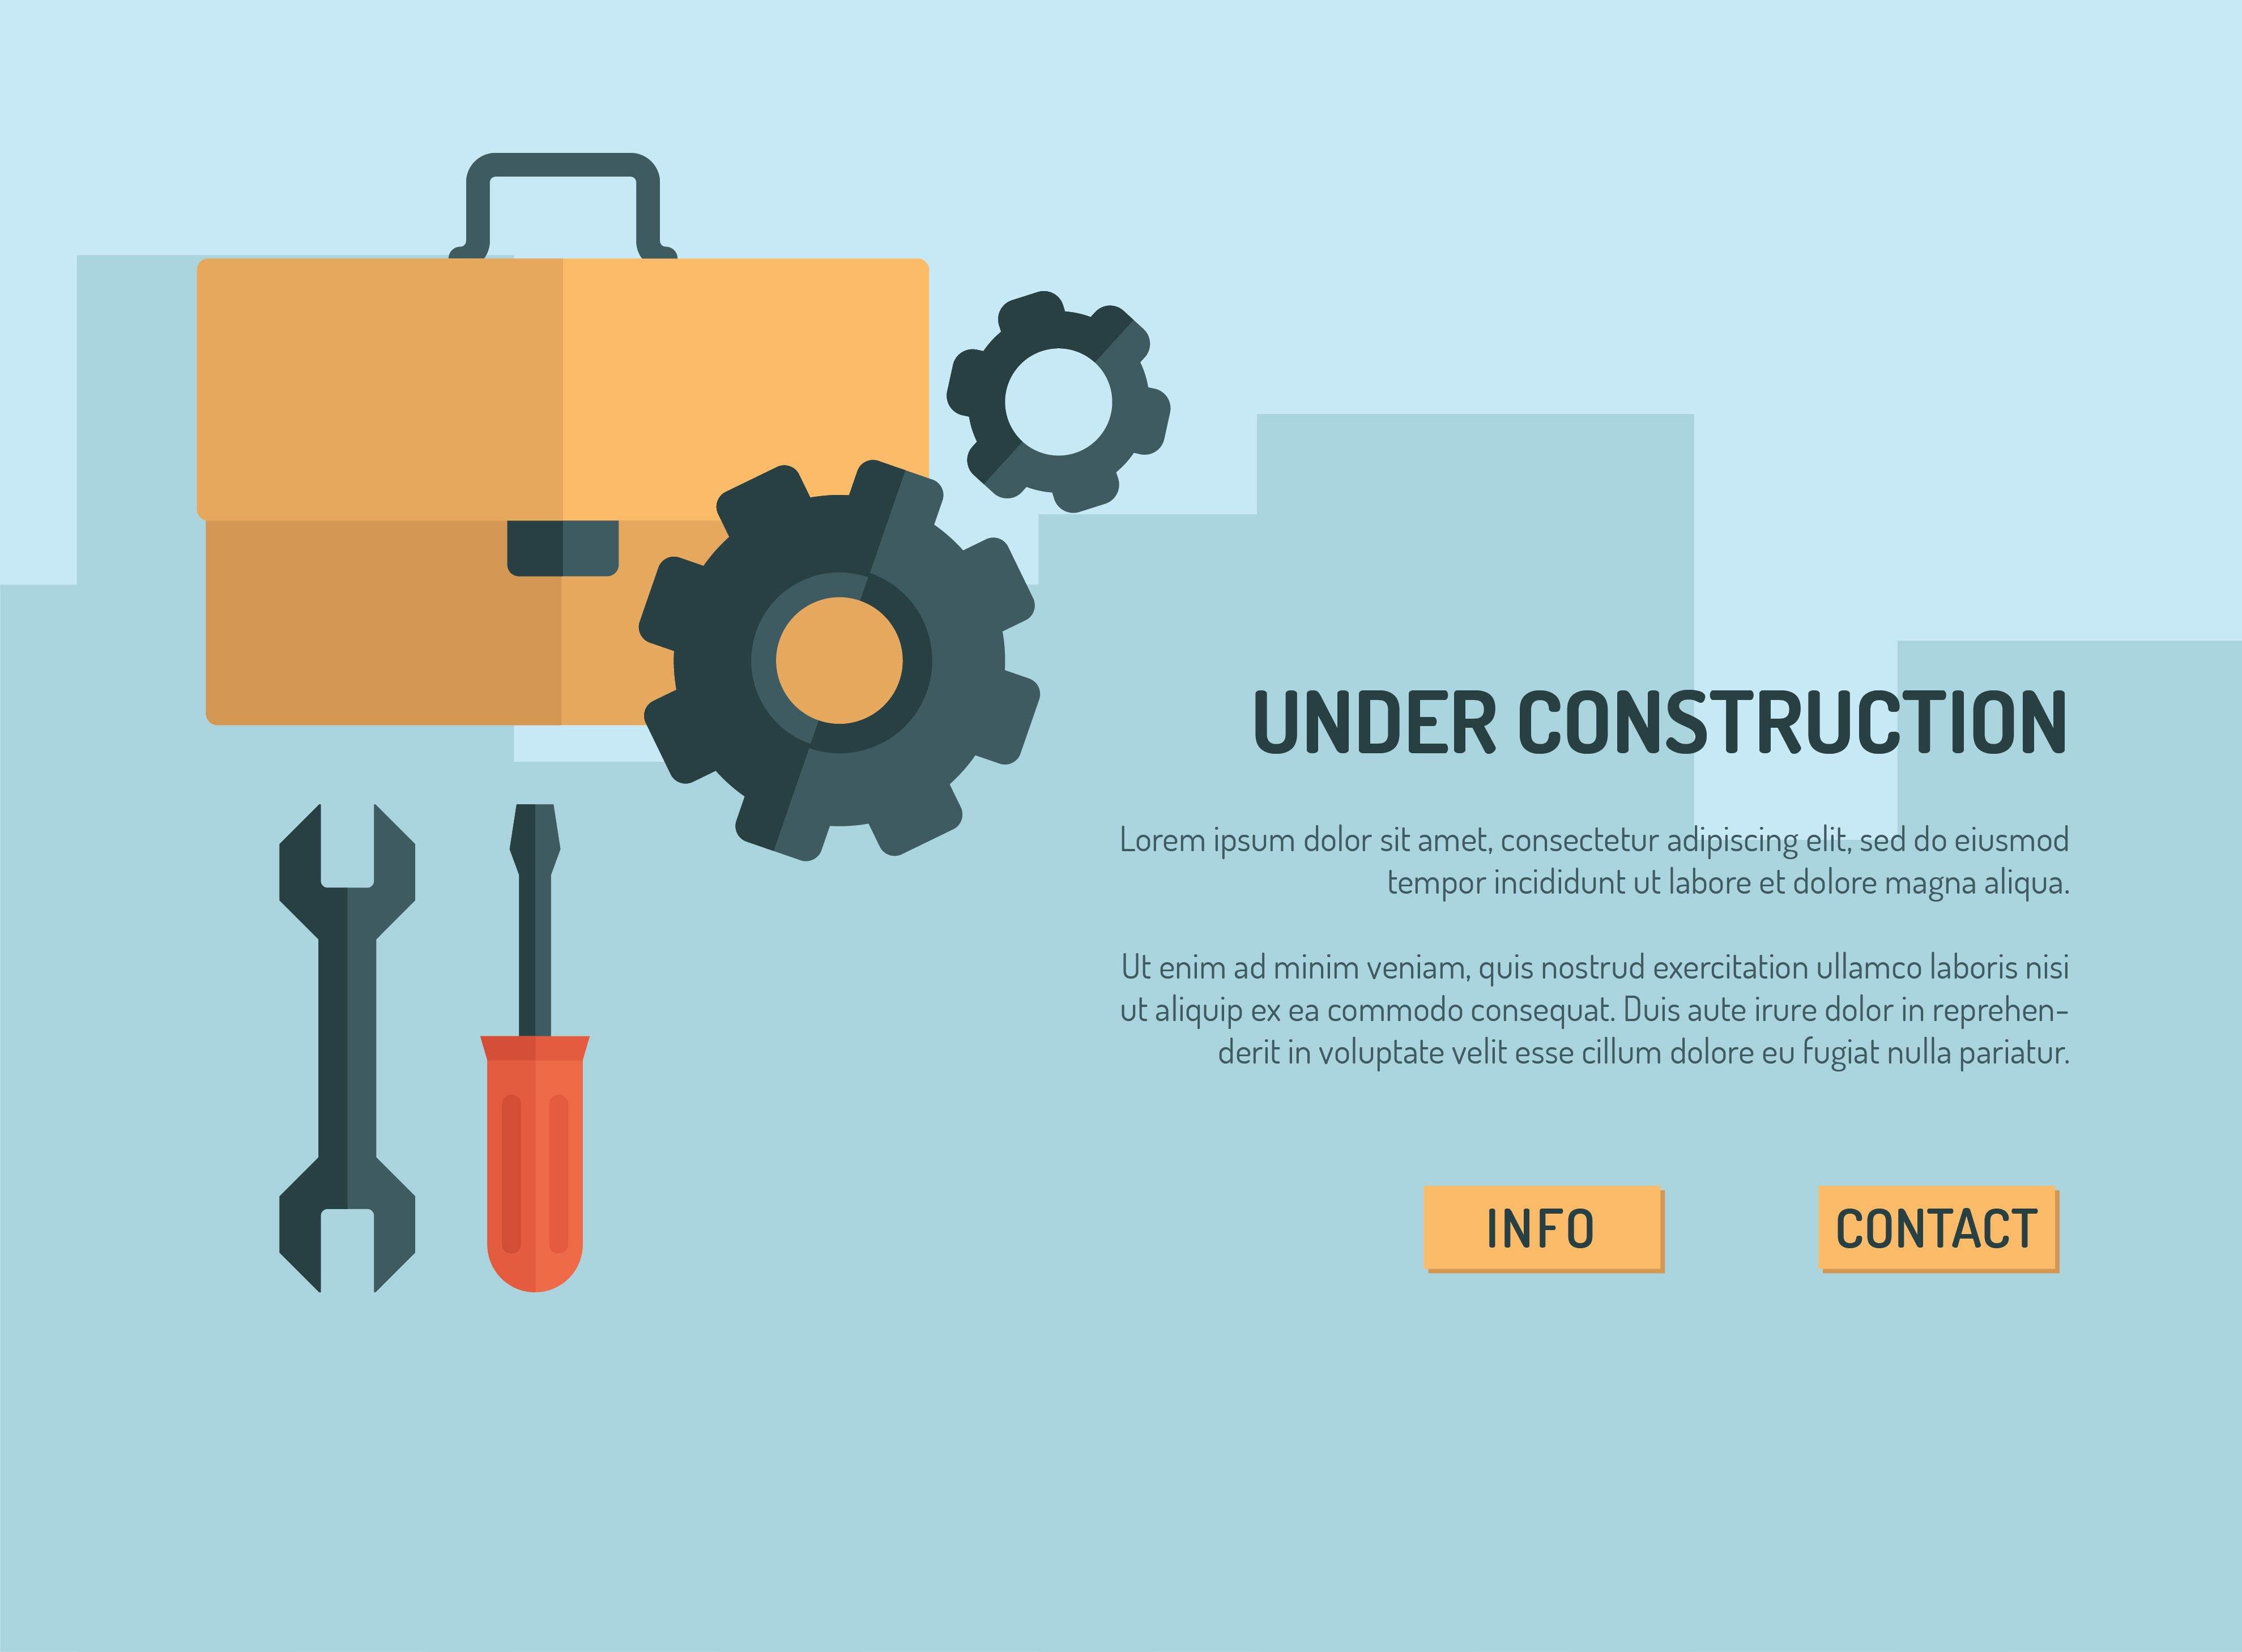 UNDER CONSTRUCTION
Lorem ipsum dolor sit amet, consectetur adipiscing elit, sed do eiusmod
tempor incididunt ut labore et dolore magna aliqua.
Ut enim ad minim veniam, quis nostrud exercitation ullamco laboris nisi
ut aliquip ex ea commodo consequat. Duis aute irure dolor in reprehen-
derit in voluptate velit esse cillum dolore eu fugiat nulla pariatur.
INFO
CONTACT